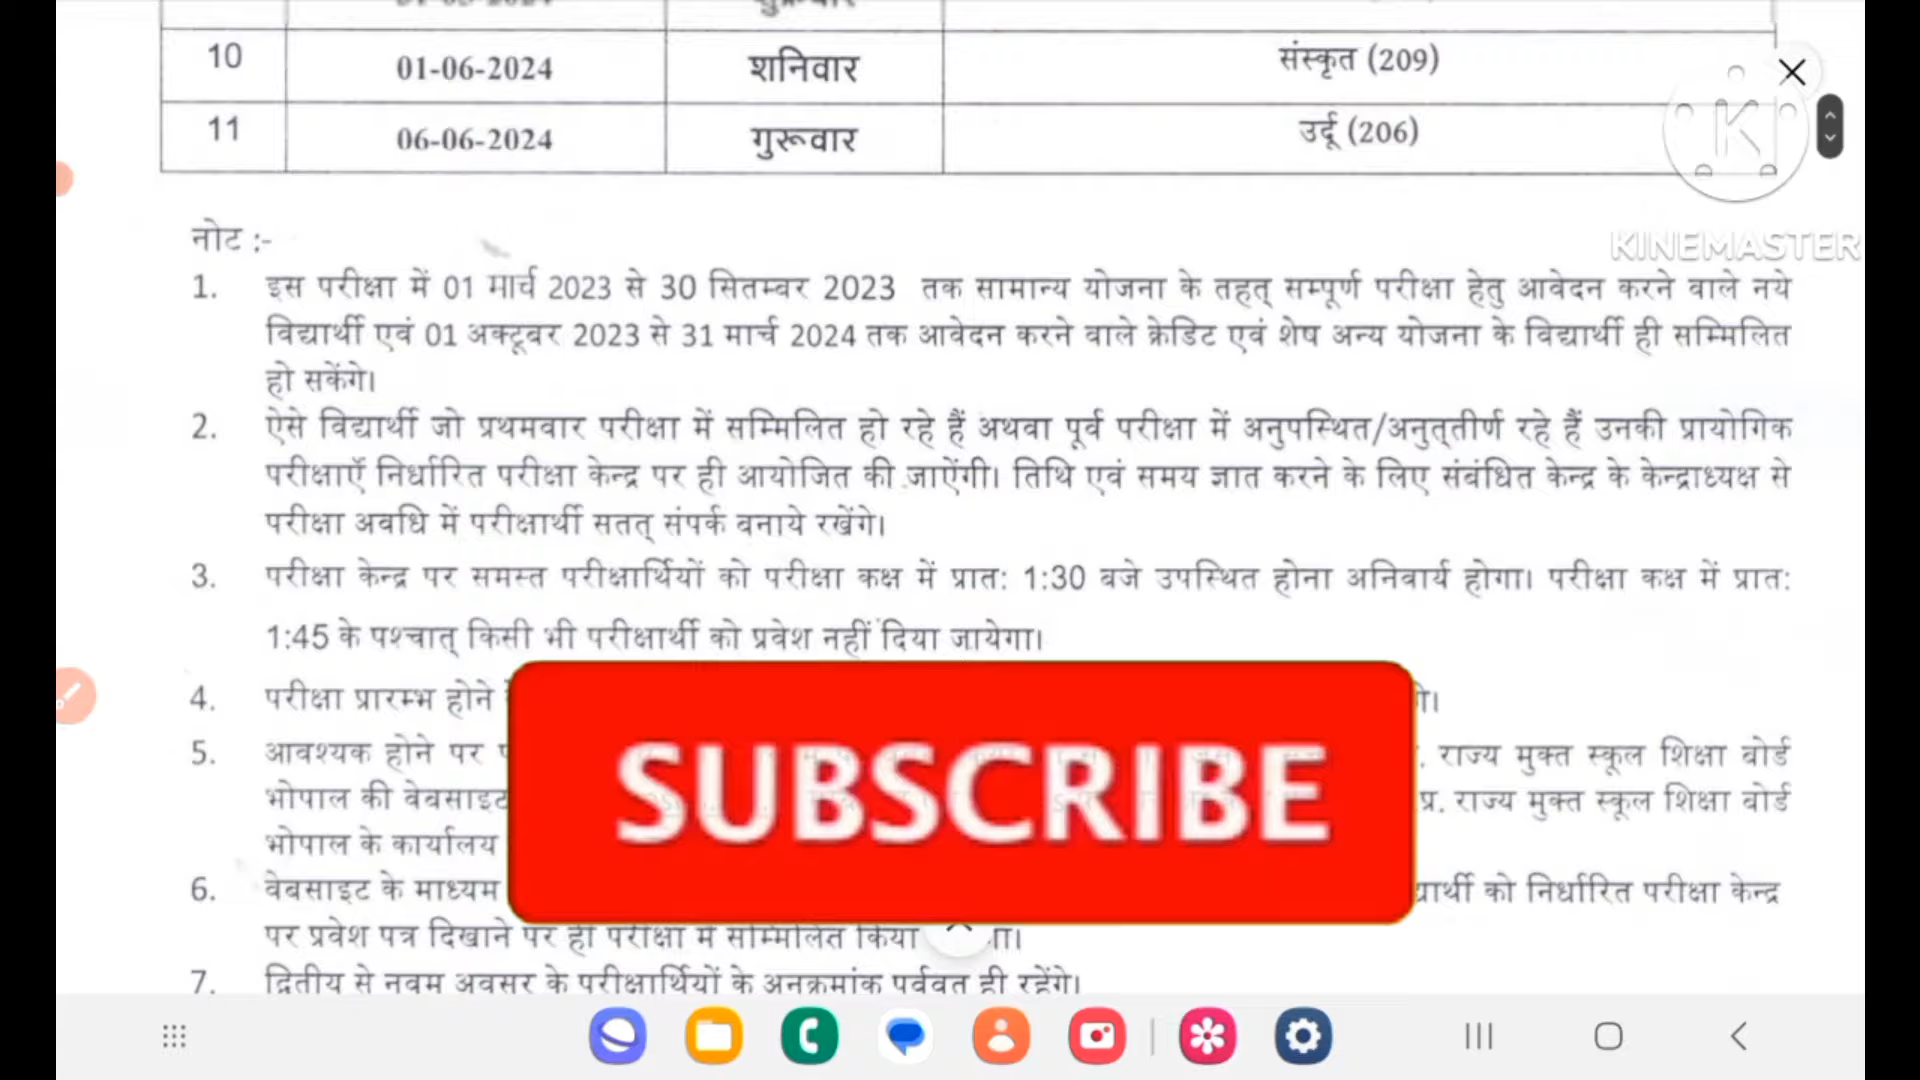 शुक्रवार
10 01-06-2024 शनिवार संस्कृत (209)
11 06-06-2024 गुरूवार उर्दू (206)
KINEMASTER
नोट :-
1. इस परीक्षा में 01 मार्च 2023 से 30 सितम्बर 2023 तक सामान्य योजना के तहत् सम्पूर्ण परीक्षा हेतु आवेदन करने वाले नये
विद्यार्थी एवं 01 अक्टूबर 2023 से 31 मार्च 2024 तक आवेदन करने वाले क्रेडिट एवं शेष अन्य योजना के विद्यार्थी ही सम्मिलित
हो सकेंगे।
2. ऐसे विद्यार्थी जो प्रथमवार परीक्षा में सम्मिलित हो रहे हैं अथवा पूर्व परीक्षा में अनुपस्थित/अनुत्तीर्ण रहे हैं उनकी प्रायोगिक
परीक्षाऍ निर्धारित परीक्षा केन्द्र पर ही आयोजित की जाऐंगी। तिथि एवं समय ज्ञात करने के लिए संबंधित केन्द्र के केन्द्राध्यक्ष से
परीक्षा अवधि में परीक्षार्थी सतत् संपर्क बनाये रखेंगे।
3. परीक्षा केन्द्र पर समस्त परीक्षार्थियों को परीक्षा कक्ष में प्रात: 1:30 बजे उपस्थित होना अनिवार्य होगा। परीक्षा कक्ष में प्रात:
1:45 के पश्चात् किसी भी परीक्षार्थी को प्रवेश नहीं दिया जायेगा।
4. परीक्षा प्रारम्भ होने
5. आवश्यक होने पर राज्य मुक्त स्कूल शिक्षा बोर्ड
SUBSCRIBE
भोपाल की वेबसाइट प्र. राज्य मुक्त स्कूल शिक्षा बोर्ड
भोपाल के कार्यालय
6. वेबसाइट के माध्यम को निर्धारित परीक्षा केन्द्र
पर प्रवेश पत्र दिखाने पर ही परीक्षा में सम्मिलित किया
7. द्वितीय से नवम अवसर के परीक्षार्थियों के अनुक्रमांक पूर्ववत ही रहेंगे।